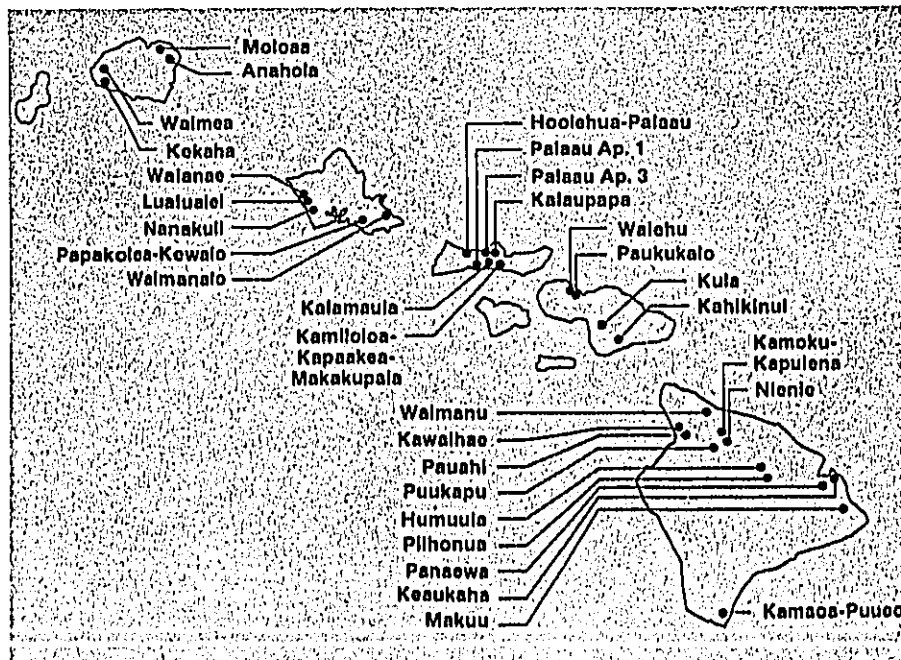 Moloaa
Anahola
Waimea
Kekaha
Waianae
Lualualei
Nanakuli
Papakolea-Kewalo
Waimanalo
Hoolehua-Palaau
Palaau Ap. 1
Palaau Ap. 3
Kalaupapa
Kalamaula
Kamiloloa-
Kapaakea-
Makakupaia
Waiehu
Paukukalo
Kula
Kahikinui
Kamoku-
Kapulena
Nienie
Waimanu
Kawaihae
Pauahi
Puukapu
Humuula
Piihonua
Panaewa
Keaukaha
Makuu
Kamaoa-Puueo